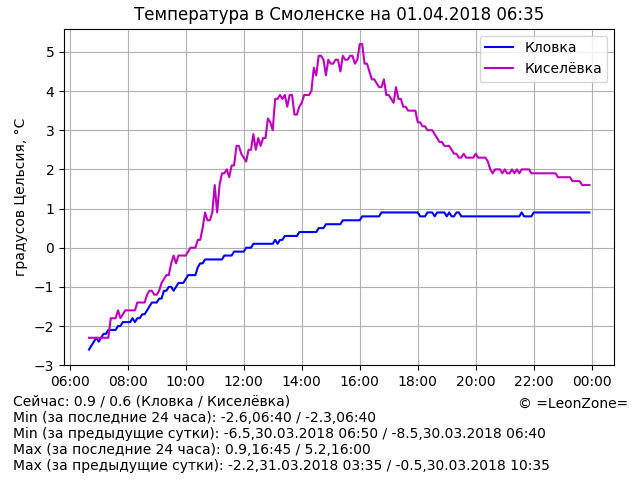 Температура в Смоленске на 01.04.2018 06:35
градусов Цельсия, °C
5
4
3
2
1
0
−1
−2
−3
Кловка
Киселёвка
06:00 08:00 10:00 12:00 14:00 16:00 18:00 20:00 22:00 00:00
Сейчас: 0.9 / 0.6 (Кловка / Киселёвка)
© =LeonZone=
Min (за последние 24 часа): -2.6,06:40 / -2.3,06:40
Min (за предыдущие сутки): -6.5,30.03.2018 06:50 / -8.5,30.03.2018 06:40
Max (за последние 24 часа): 0.9,16:45 / 5.2,16:00
Max (за предыдущие сутки): -2.2,31.03.2018 03:35 / -0.5,30.03.2018 10:35